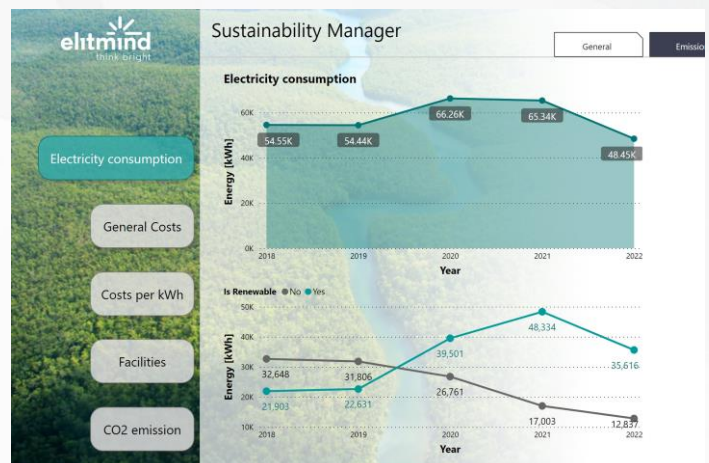 elitmind
think bright
Sustainability Manager
General
Emissio
Electricity consumption
General Costs
Costs per kWh
Facilities
CO2 emission
Electricity consumption
Energy [kWh]
60K
40K
20K
0K
54.55K
54.44K
66.26K
65.34K
48.45K
2018
2019
2020
2021
2022
Year
Is Renewable No Yes
Energy [kWh]
50K
40K
30K
20K
10K
32,648
31,806
26,761
17,003
12,837
21,903
22,631
39,501
48,334
35,616
2018
2019
2020
2021
2022
Year